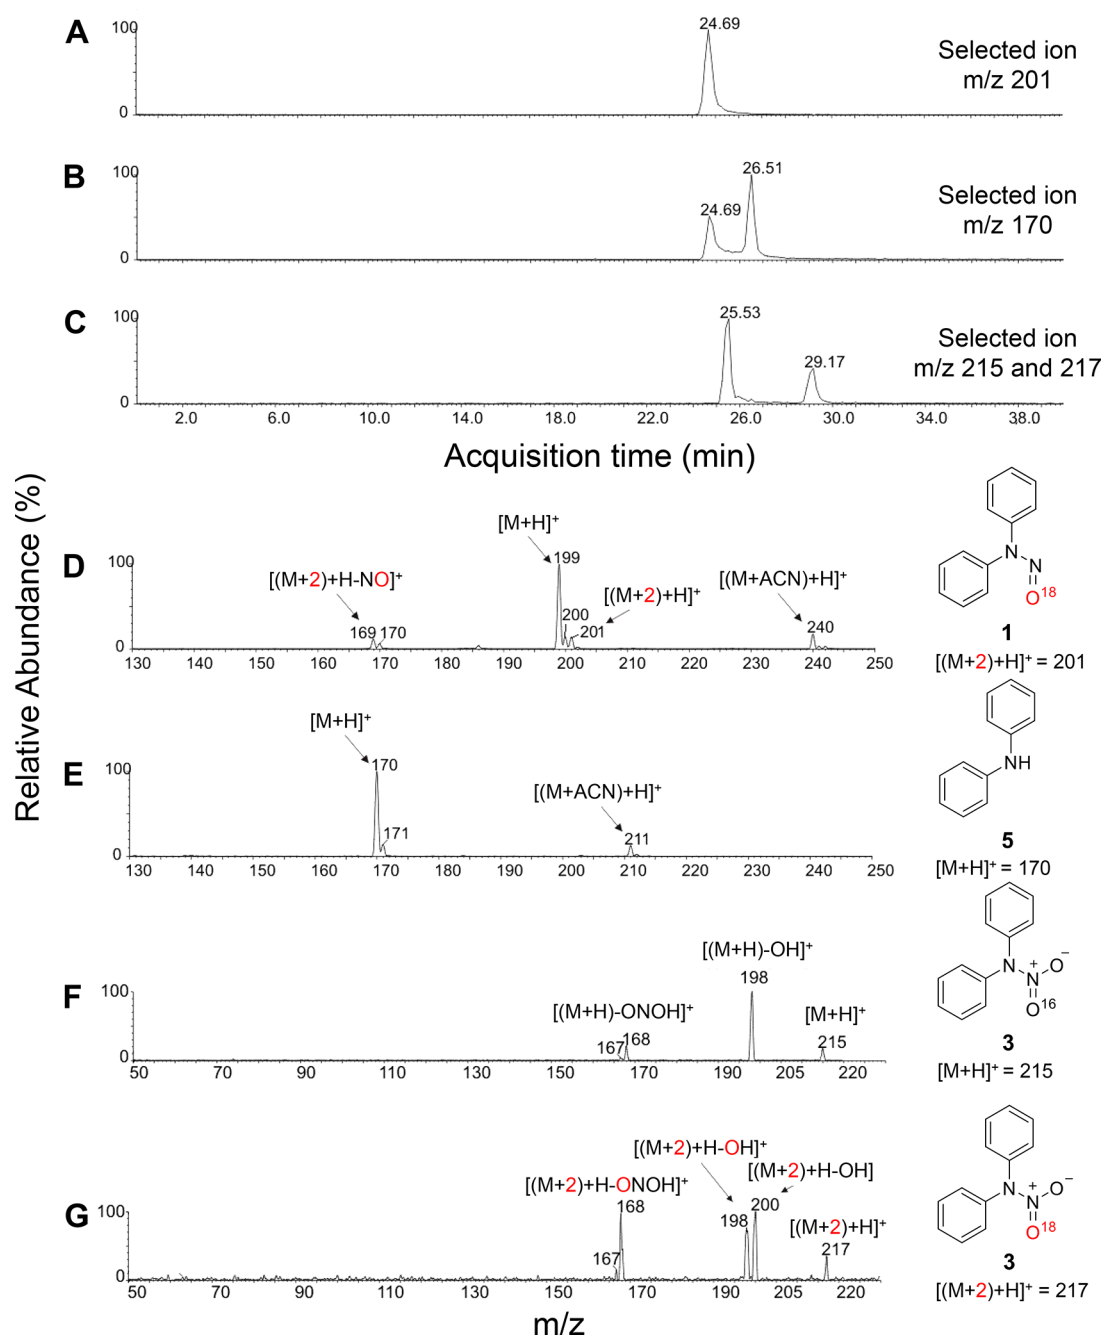 A
100
0
24.69
Selected ion
m/z 201
B
100
0
24.69
26.51
Selected ion
m/z 170
C
100
0
25.53
29.17
Selected ion
m/z 215 and 217
2.0 6.0 10.0 14.0 18.0 22.0 26.0 30.0 34.0 38.0
Acquisition time (min)
Relative Abundance (%)
D
100
0
[(M+2)+H-NO]+
169 170
[M+H]+
199
200
201
[(M+2)+H]+
[(M+ACN)+H]+
240
130 140 150 160 170 180 190 200 210 220 230 240 250
N
N
O18
1
[(M+2)+H]+ = 201
E
100
0
[M+H]+
170
171
[(M+ACN)+H]+
211
130 140 150 160 170 180 190 200 210 220 230 240 250
NH
5
[M+H]+ = 170
F
100
0
[(M+H)-ONOH]+
167 168
[(M+H)-OH]+
198
[M+H]+
215
50 70 80 95 120 130 150 170 190 205 220
N
N+
O−
O16
3
[M+H]+ = 215
G
100
0
[(M+2)+H-ONOH]+
167 168
[(M+2)+H-OH]+
198
[(M+2)+H-OH]
200
[(M+2)+H]+
217
50 70 80 95 120 130 150 165 190 205 220
N
N+
O−
O18
3
[(M+2)+H]+ = 217
m/z